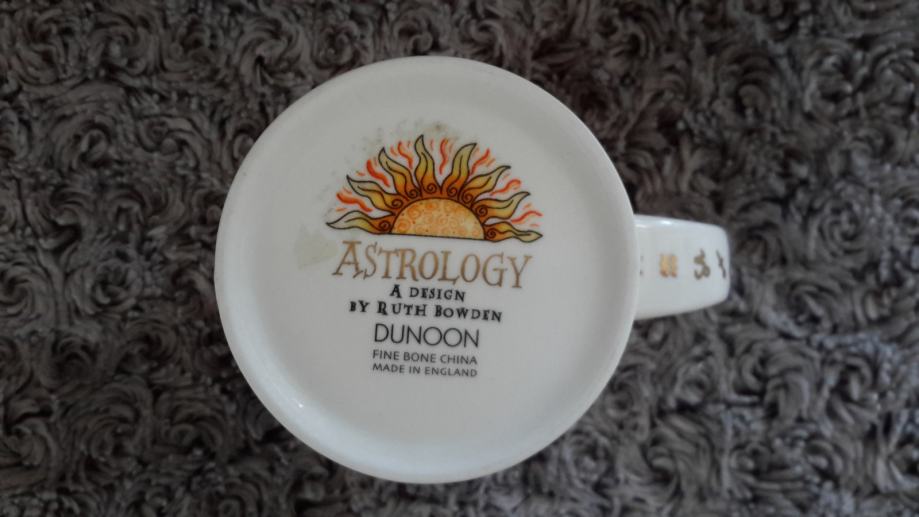 ASTROLOGY
A DESIGN
BY RUTH BOWDEN
DUNOON
FINE BONE CHINA
MADE IN ENGLAND